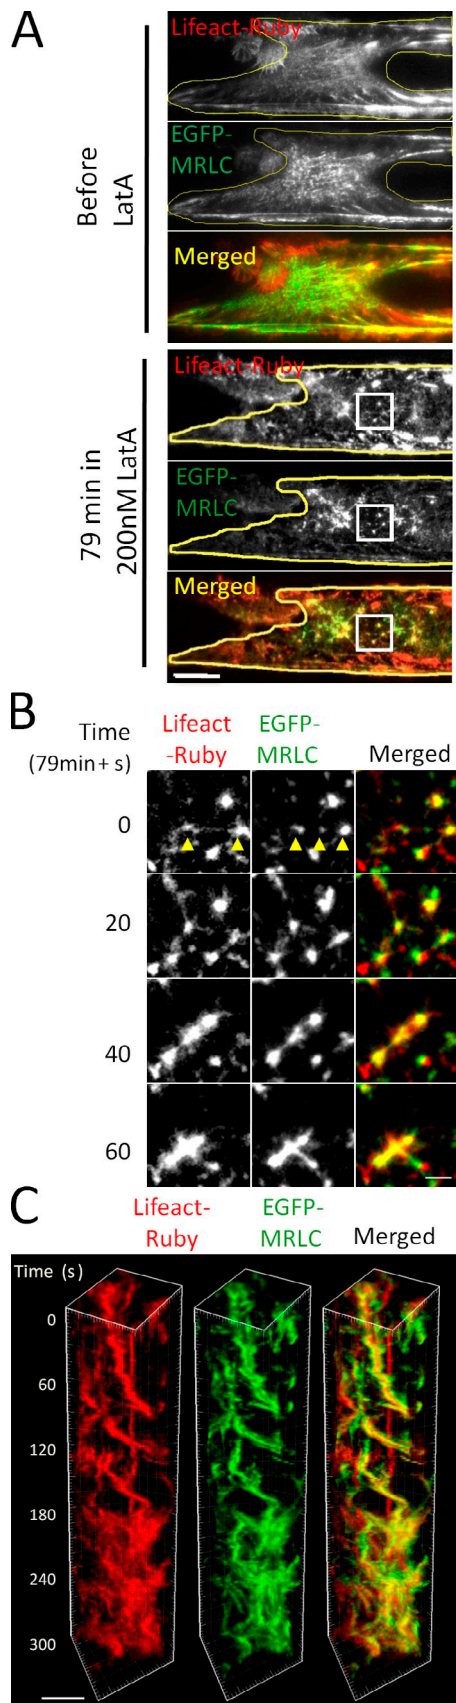 A
Before
LatA
Lifeact-Ruby
EGFP-
MRLC
Merged
79 min in
200nM LatA
Lifeact-Ruby
EGFP-
MRLC
Merged
B
Time
(79min + s)
Lifeact
-Ruby
EGFP-
MRLC
Merged
0
20
40
60
C
Lifeact-
Ruby
EGFP-
MRLC
Merged
Time (s)
0
60
120
180
240
300